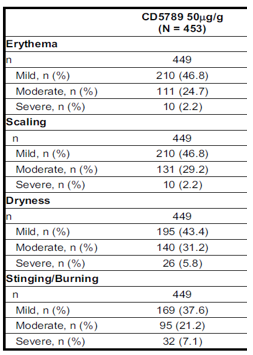 CD5789 50µg/g
(N = 453)
Erythema
n 449
Mild, n (%) 210 (46.8)
Moderate, n (%) 111 (24.7)
Severe, n (%) 10 (2.2)
Scaling
n 449
Mild, n (%) 210 (46.8)
Moderate, n (%) 131 (29.2)
Severe, n (%) 10 (2.2)
Dryness
n 449
Mild, n (%) 195 (43.4)
Moderate, n (%) 140 (31.2)
Severe, n (%) 26 (5.8)
Stinging/Burning
n 449
Mild, n (%) 169 (37.6)
Moderate, n (%) 95 (21.2)
Severe, n (%) 32 (7.1)